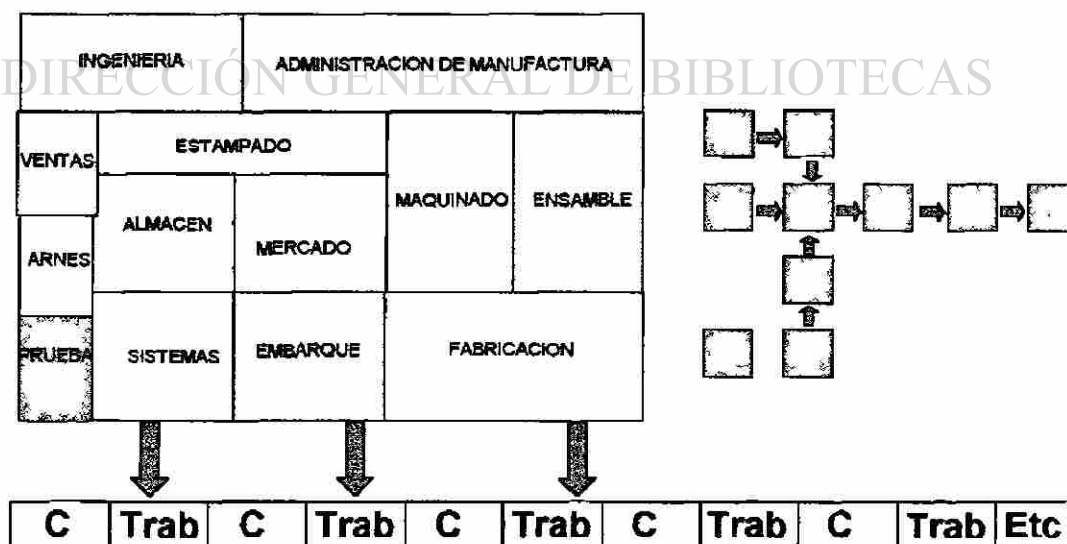 INGENIERIA
ADMINISTRACION DE MANUFACTURA
DIRECCIÓN GENERAL DE BIBLIOTECAS
VENTAS
ESTAMPADO
MAQUINADO
ENSAMBLE
ALMACEN
MERCADO
ARNES
PRUEBA
SISTEMAS
EMBARQUE
FABRICACION
C Trab C Trab C Trab C Trab C Trab Etc